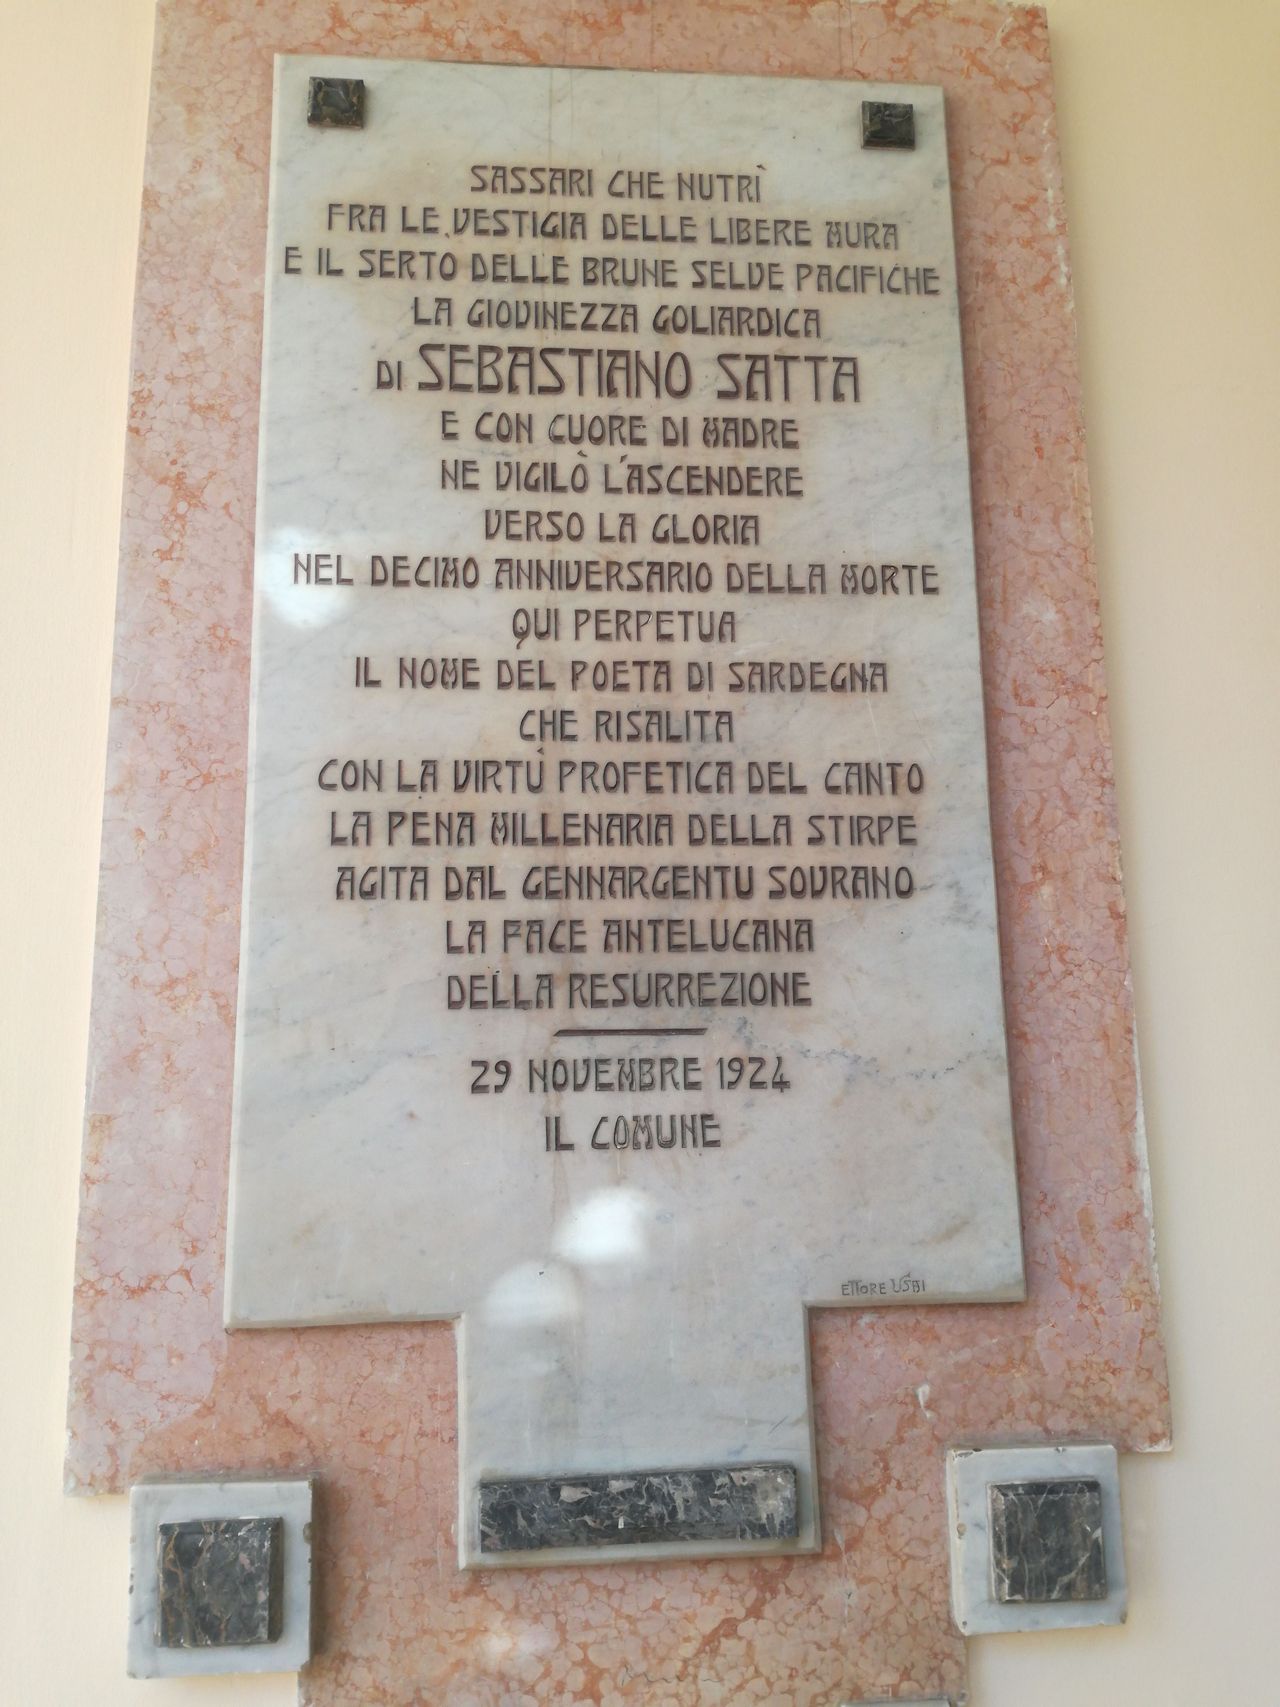 SASSARI CHE NUTRÌ
FRA LE VESTIGIA DELLE LIBERE MURA
E IL SERTO DELLE BRUNE SELVE PACIFICHE
LA GIOVINEZZA GOLIARDICA
DI SEBASTIANO SATTA
E CON CUORE DI MADRE
NE VIGILÒ L'ASCENDERE
VERSO LA GLORIA
NEL DECIMO ANNIVERSARIO DELLA MORTE
QUI PERPETUA
IL NOME DEL POETA DI SARDEGNA
CHE RISALITA
CON LA VIRTÙ PROFETICA DEL CANTO
LA PENA MILLENARIA DELLA STIRPE
AGITA DAL GENNARGENTU SOVRANO
LA FACE ANTELUCANA
DELLA RESURREZIONE
29 NOVEMBRE 1924
IL COMUNE
ETTORE USAI